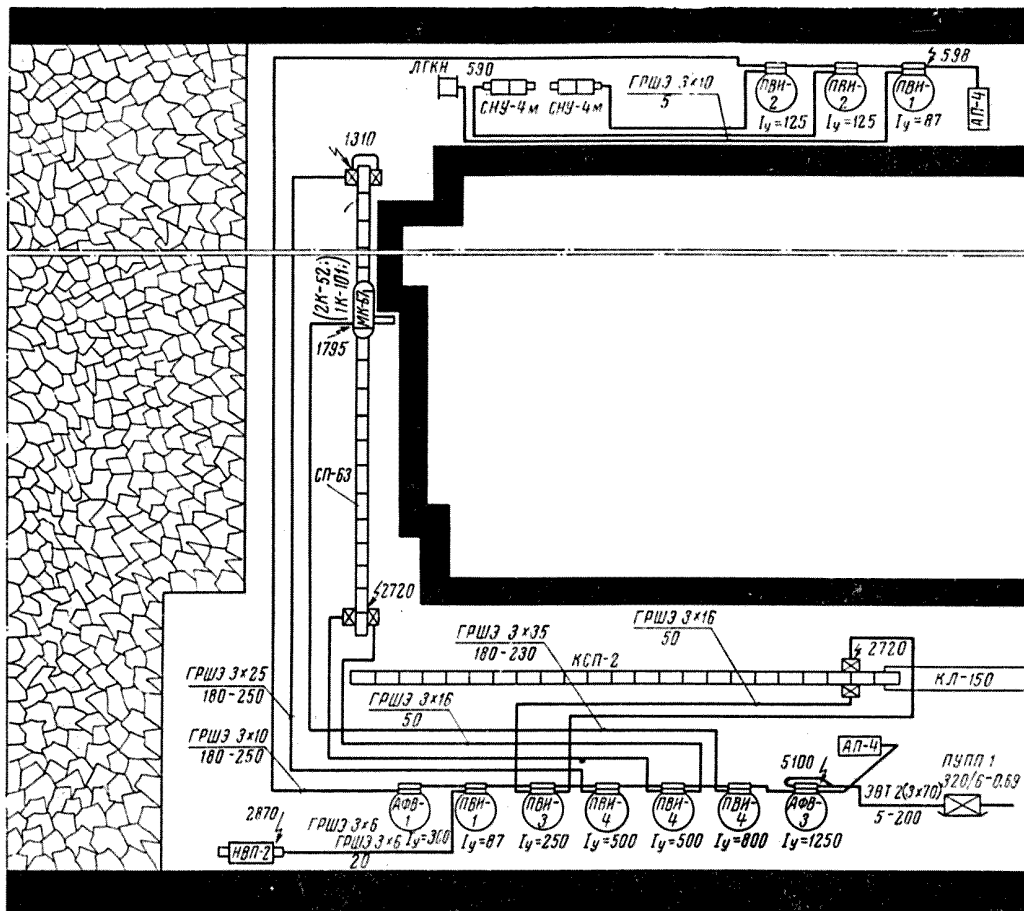 ЛГКН
590
СНУ-4м
СНУ-4м
ГРШЭ 3×10
5
ПВИ-2
Iу=125
ПВИ-2
Iу=125
ПВИ-1
Iу=87
598
АП-4
1310
(2К-52;
1К-101;)
МК-67
1795
СП-63
2720
ГРШЭ 3×25
180-250
ГРШЭ 3×16
50
ГРШЭ 3×35
180-230
КСП-2
ГРШЭ 3×16
50
2720
КЛ-150
ГРШЭ 3×10
180-250
АП-4
5100
ПУПП 1
320/6-0.69
ЭВТ 2(3×70)
5-200
2870
НВП-2
ГРШЭ 3×6
ГРШЭ 3×6
20
АФВ-1
Iу=300
ПВИ-1
Iу=87
ПВИ-3
Iу=250
ПВИ-4
Iу=500
ПВИ-4
Iу=500
ПВИ-4
Iу=800
АФВ-3
Iу=1250